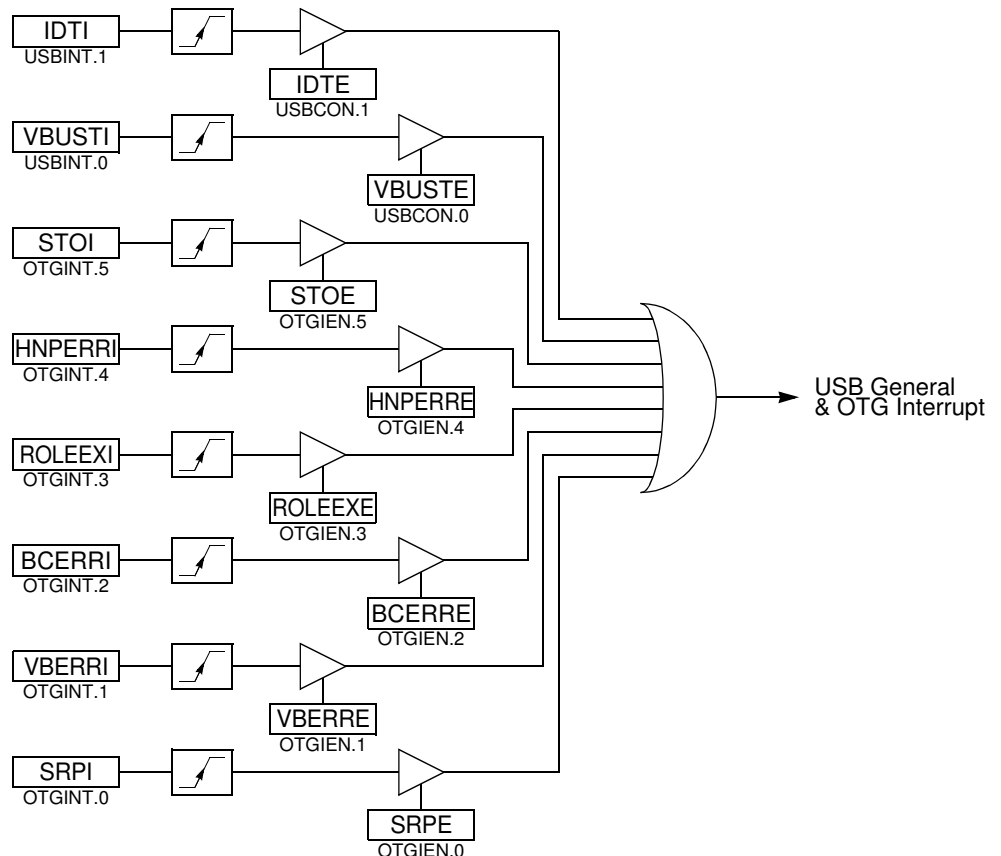 IDTI
USBINT.1
IDTE
USBCON.1
VBUSTI
USBINT.0
VBUSTE
USBCON.0
STOI
OTGINT.5
STOE
OTGIEN.5
HNPERRI
OTGINT.4
HNPERRE
OTGIEN.4
USB General
& OTG Interrupt
ROLEEXI
OTGINT.3
ROLEEXE
OTGIEN.3
BCERRI
OTGINT.2
BCERRE
OTGIEN.2
VBERRI
OTGINT.1
VBERRE
OTGIEN.1
SRPI
OTGINT.0
SRPE
OTGIEN.0